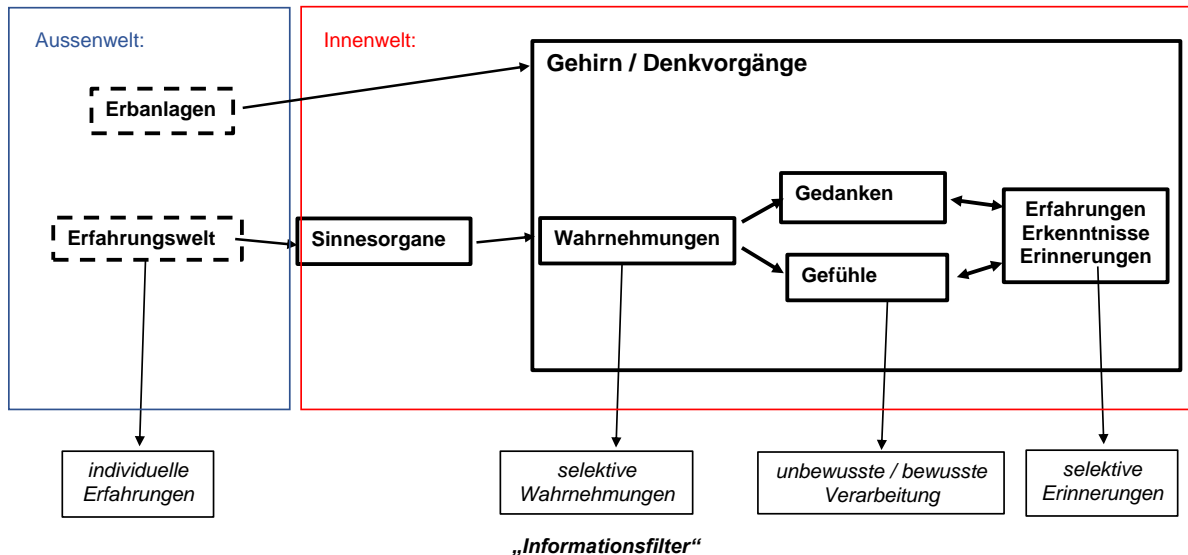 Aussenwelt:
Innenwelt:
Gehirn / Denkvorgänge
Erbanlagen
Erfahrungswelt
Sinnesorgane
Wahrnehmungen
Gedanken
Gefühle
Erfahrungen
Erkenntnisse
Erinnerungen
individuelle
Erfahrungen
selektive
Wahrnehmungen
unbewusste / bewusste
Verarbeitung
selektive
Erinnerungen
„Informationsfilter“